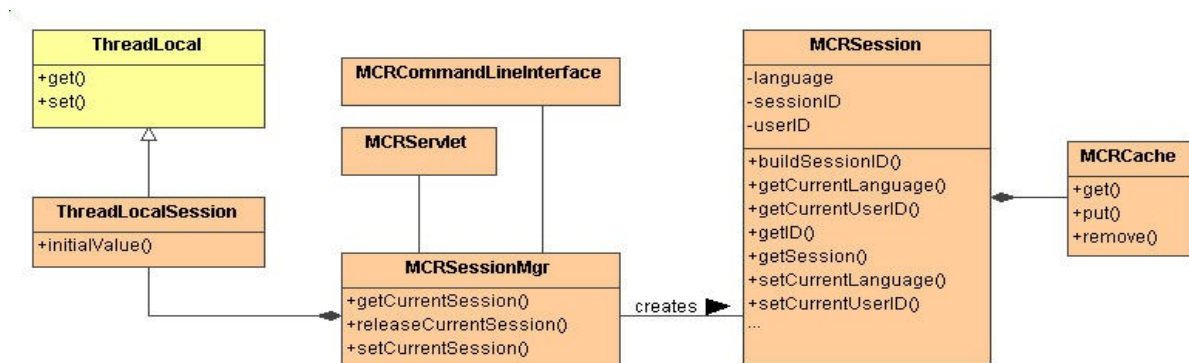 ThreadLocal
+get()
+set()
ThreadLocalSession
+initialValue()
MCRCommandLineInterface
MCRServlet
MCRSessionMgr
+getCurrentSession()
+releaseCurrentSession()
+setCurrentSession()
creates
MCRSession
-language
-sessionID
-userID
+buildSessionID()
+getCurrentLanguage()
+getCurrentUserID()
+getID()
+getSession()
+setCurrentLanguage()
+setCurrentUserID()
...
MCRCache
+get()
+put()
+remove()